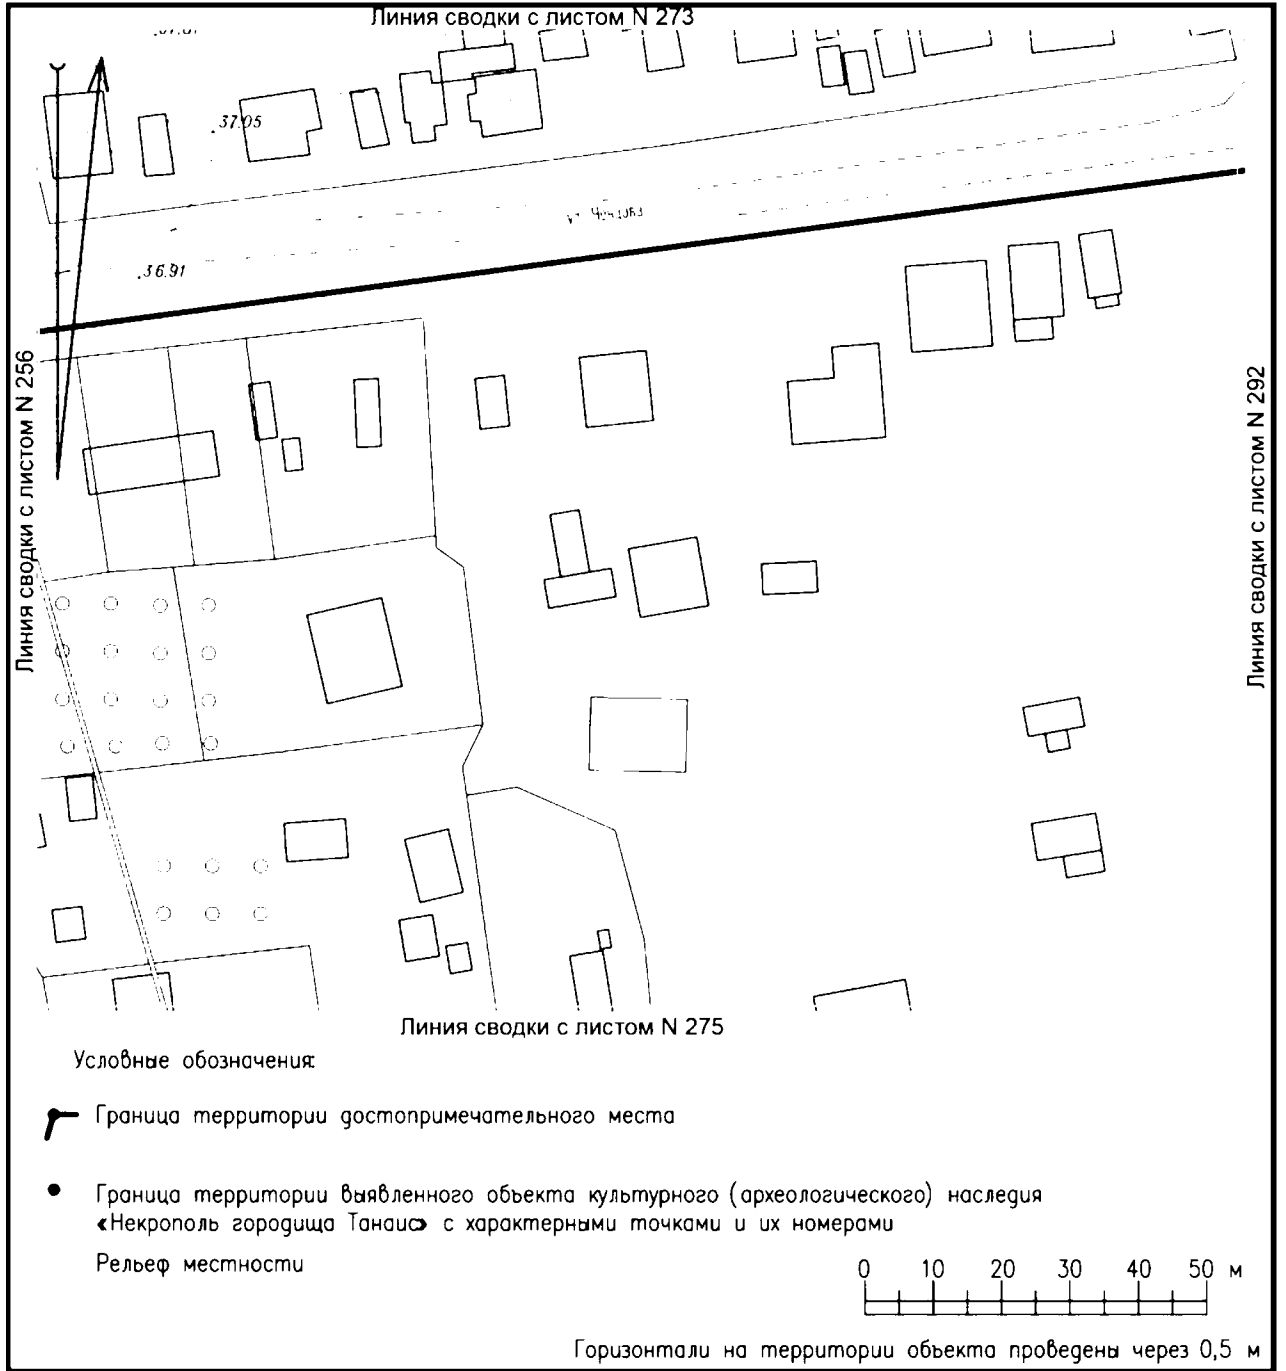 Линия сводки с листом N 273
37.05
36.91
Линия сводки с листом N 256
Линия сводки с листом N 292
Линия сводки с листом N 275
Условные обозначения:
Граница территории достопримечательного места
Граница территории выявленного объекта культурного (археологического) наследия
«Некрополь городища Танаис» с характерными точками и их номерами
Рельеф местности
0 10 20 30 40 50 м
Горизонтали на территории объекта проведены через 0,5 м